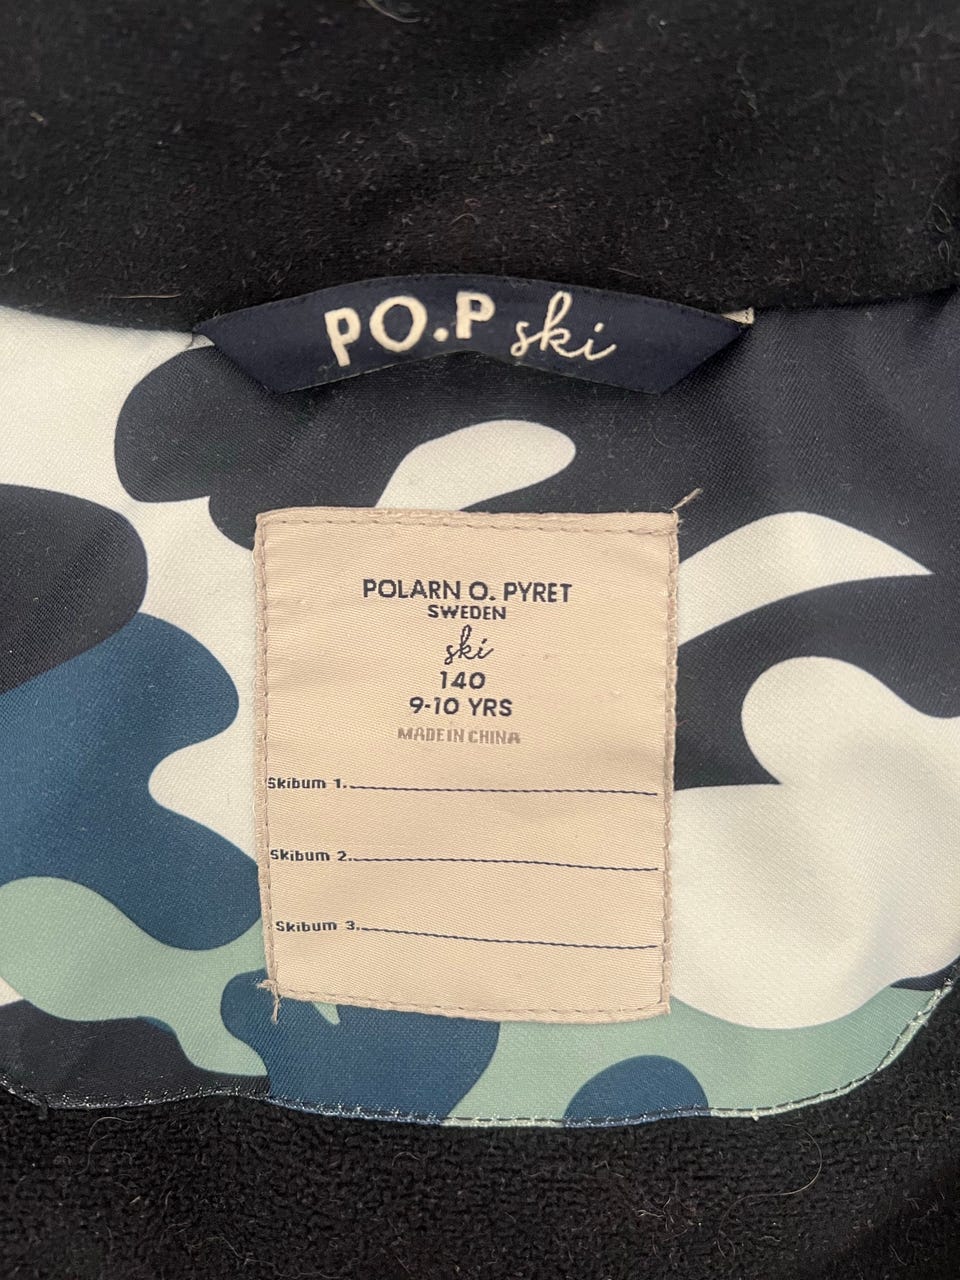 PO.P ski
POLARN O. PYRET
SWEDEN
ski
140
9-10 YRS
MADE IN CHINA
Skibum 1.
Skibum 2.
Skibum 3.